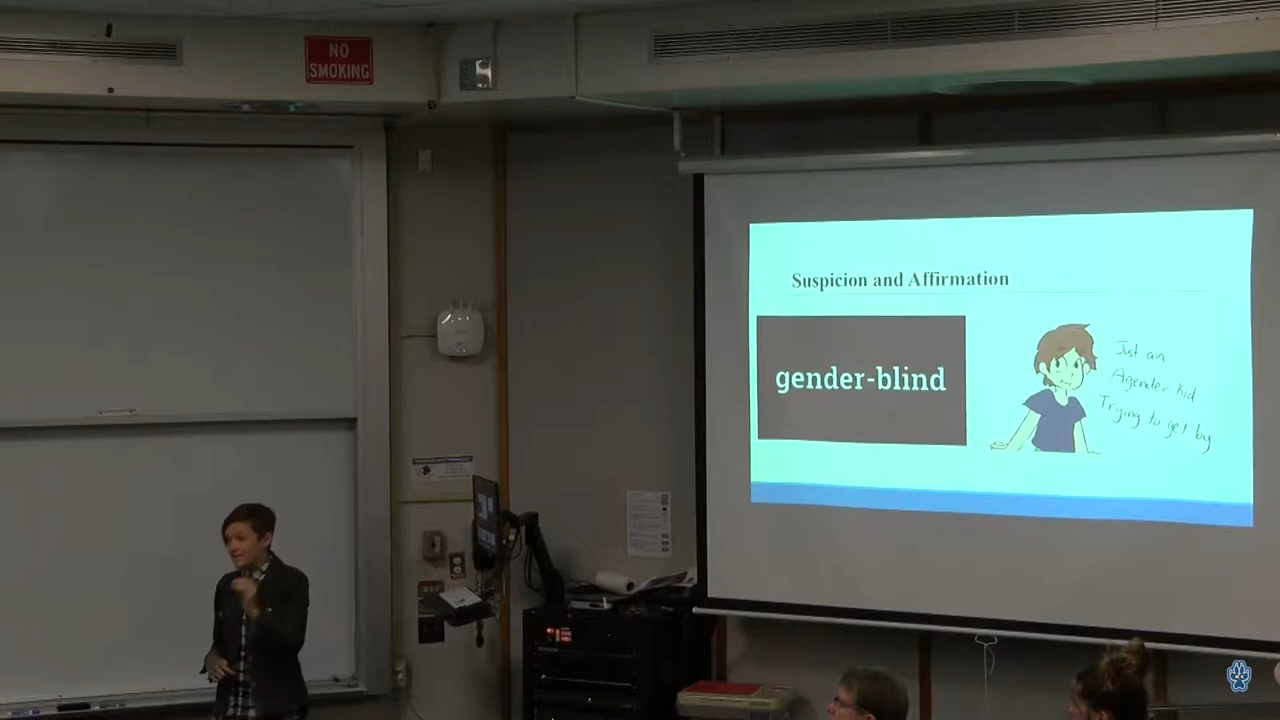 NO
SMOKING
Suspicion and Affirmation
gender-blind
Just an
Agender kid
Trying to get by